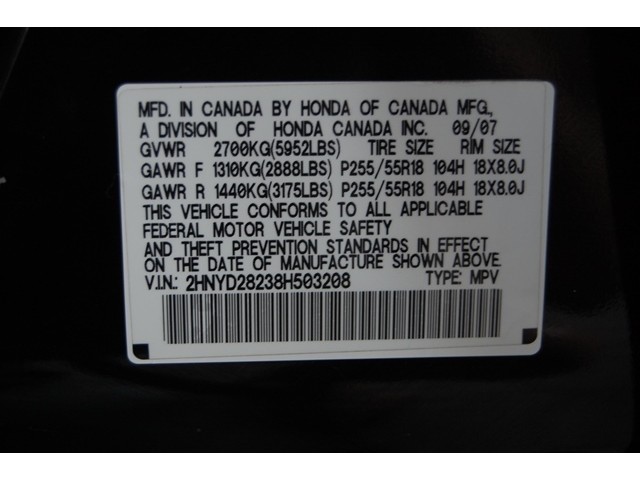 MFD. IN CANADA BY HONDA OF CANADA MFG.,
A DIVISION OF HONDA CANADA INC. 09/07
GVWR 2700KG(5952LBS) TIRE SIZE RIM SIZE
GAWR F 1310KG(2888LBS) P255/55R18 104H 18X8.0J
GAWR R 1440KG(3175LBS) P255/55R18 104H 18X8.0J
THIS VEHICLE CONFORMS TO ALL APPLICABLE
FEDERAL MOTOR VEHICLE SAFETY
AND THEFT PREVENTION STANDARDS IN EFFECT
ON THE DATE OF MANUFACTURE SHOWN ABOVE.
V.I.N.: 2HNYD28238H503208 TYPE: MPV